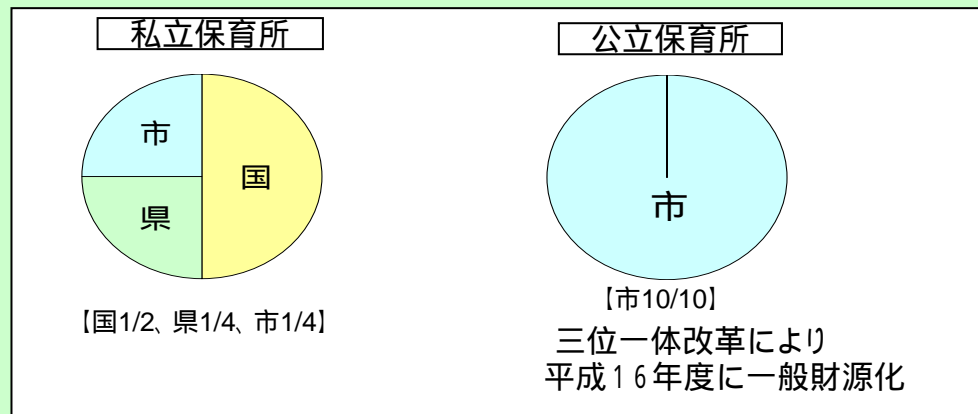 私立保育所
市
国
県
【国1/2、県1/4、市1/4】
公立保育所
市
【市10/10】
三位一体改革により
平成16年度に一般財源化